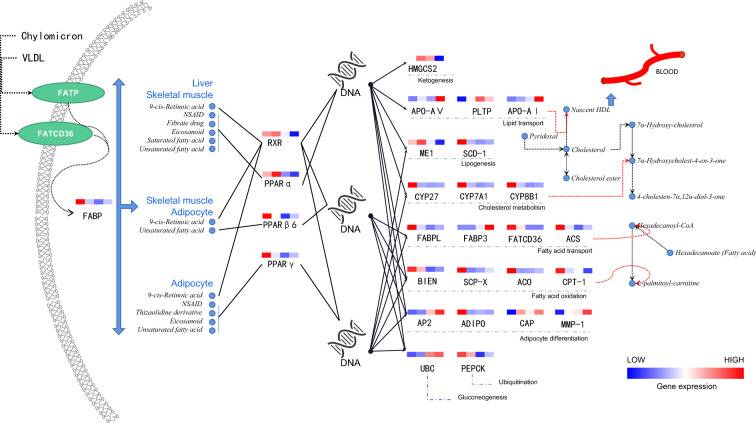 Chylomicron
VLDL
FATP
FATCD36
FABP
Liver
Skeletal muscle
9-cis-Retinoic acid
NSAID
Fibrate drug
Eicosanoid
Saturated fatty acid
Unsaturated fatty acid
Skeletal muscle
Adipocyte
9-cis-Retinoic acid
Unsaturated fatty acid
Adipocyte
9-cis-Retinoic acid
NSAID
Thizaolidine derivative
Eicosanoid
Unsaturated fatty acid
RXR
PPAR α
PPAR β δ
PPAR γ
DNA
DNA
DNA
HMGCS2
Ketogenesis
APO-AV PLTP APO-AI
Lipid transport
ME1 SCD-1
Lipogenesis
CYP27 CYP7A1 CYP8B1
Cholesterol metabolism
FABPL FABP3 FATCD36 ACS
Fatty acid transport
BIEN SCP-X ACO CPT-1
Fatty acid oxidation
AP2 ADIPO CAP MMP-1
Adipocyte differentiation
UBC PEPCK
Ubiquitination
Gluconeogenesis
BLOOD
Nascent HDL
Pyridoxal
Cholesterol
Cholesterol ester
7α-Hydroxy-cholestrol
7α-Hydroxycholest-4-en-3-one
4-cholesten-7α,12α-diol-3-one
Hexadecanoyl-CoA
Hexadecanoate (Fatty acid)
L-palmitoyl-carnitine
LOW HIGH
Gene expression